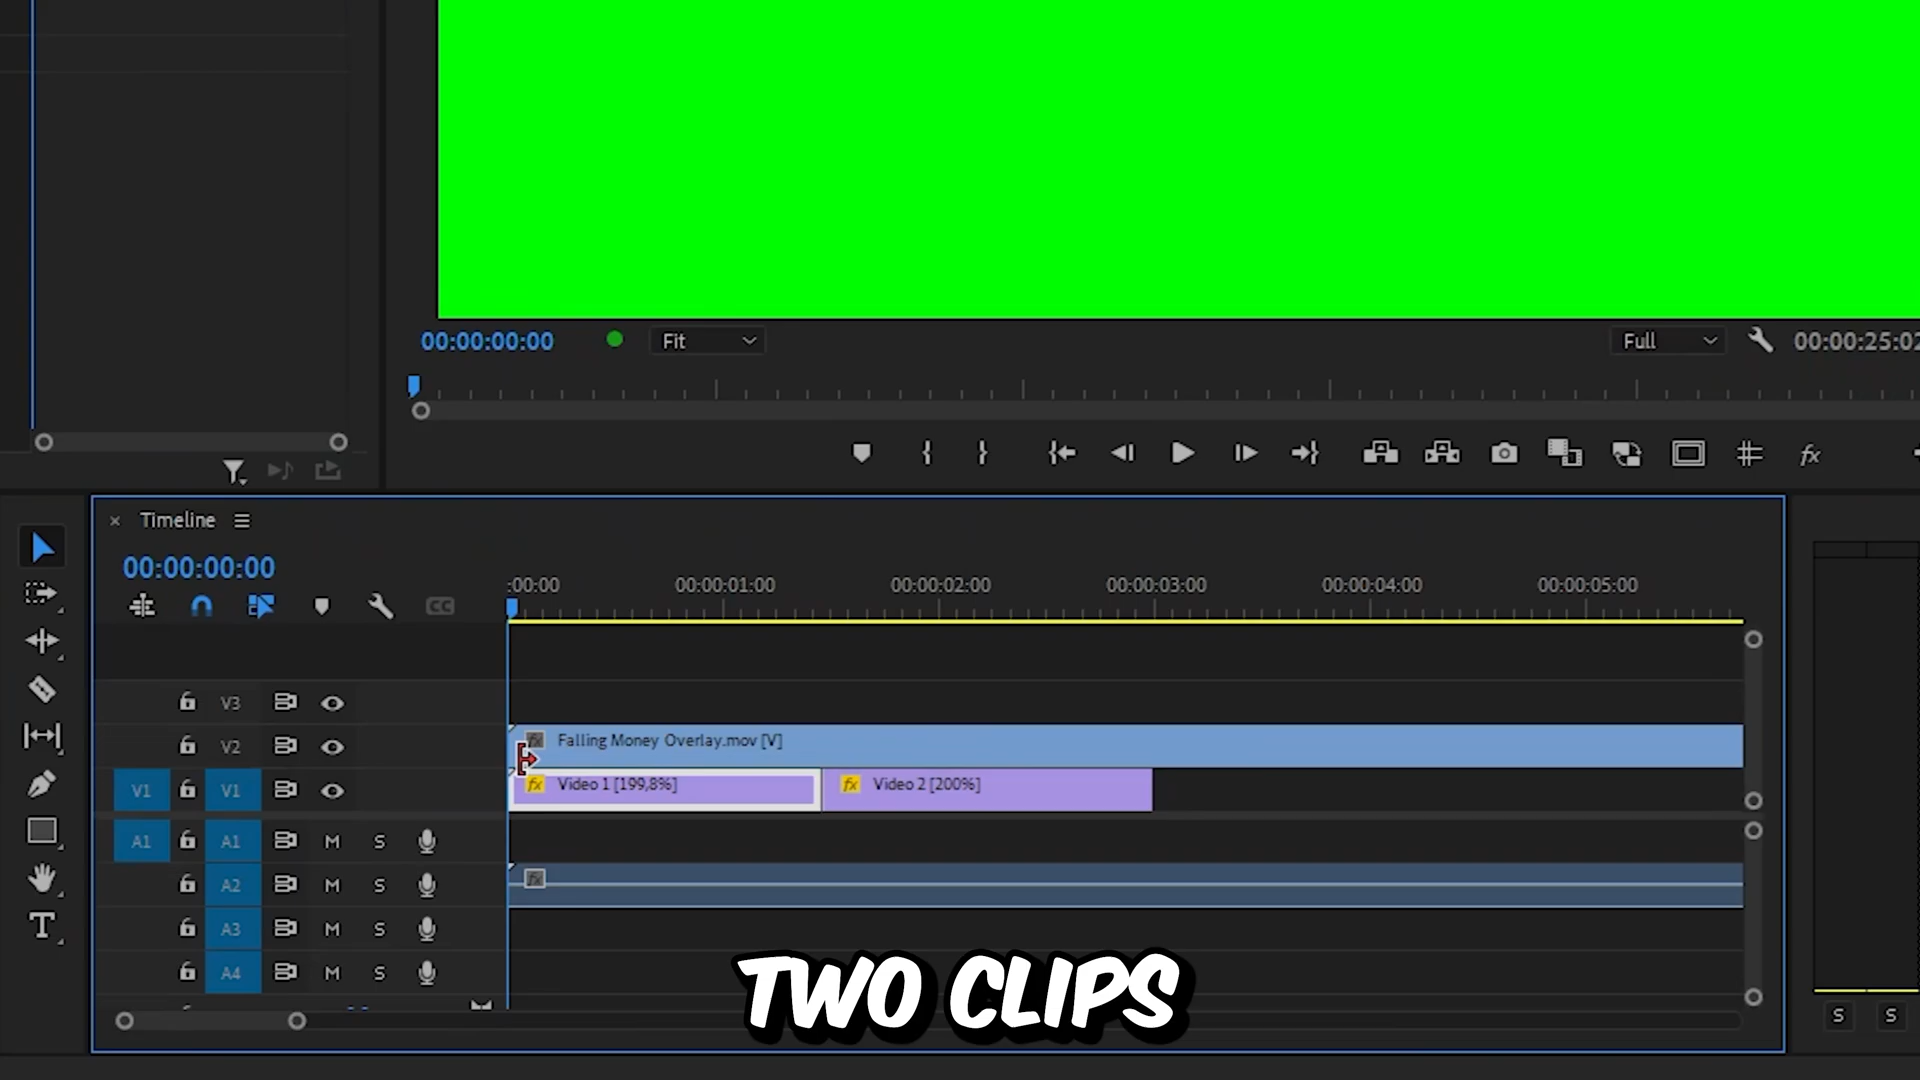 00:00:00:00
Fit
Full
00:00:25:02
Timeline
00:00:00:00
:00:00
00:00:01:00
00:00:02:00
00:00:03:00
00:00:04:00
00:00:05:00
CC
V3
V2
Falling Money Overlay.mov [V]
V1 V1
Video 1 [199,8%]
Video 2 [200%]
A1 A1 M S
A2 M S
A3 M S
A4 M S
TWO CLIPS
S S